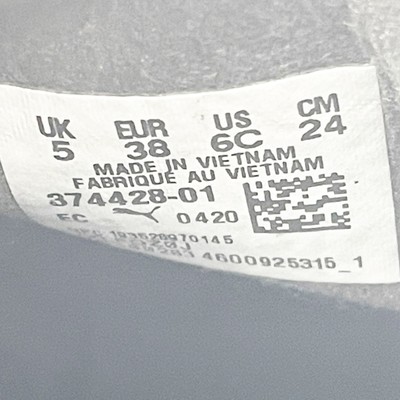 UK EUR US CM
5 38 6C 24
MADE IN VIETNAM
FABRIQUÉ AU VIETNAM
374428-01
EC 0420
193528970145
4600925315_1